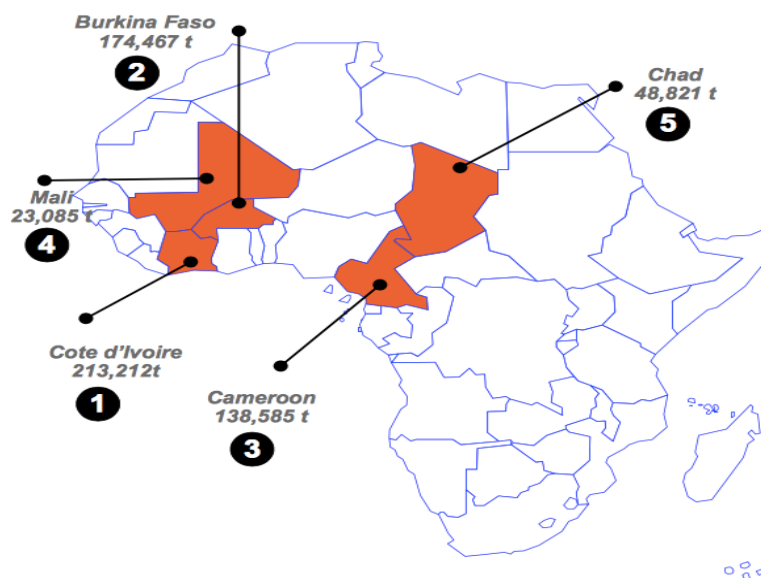 Burkina Faso
174,467 t
2
Chad
48,821 t
5
Mali
23,085 t
4
Cote d'Ivoire
213,212t
1
Cameroon
138,585 t
3